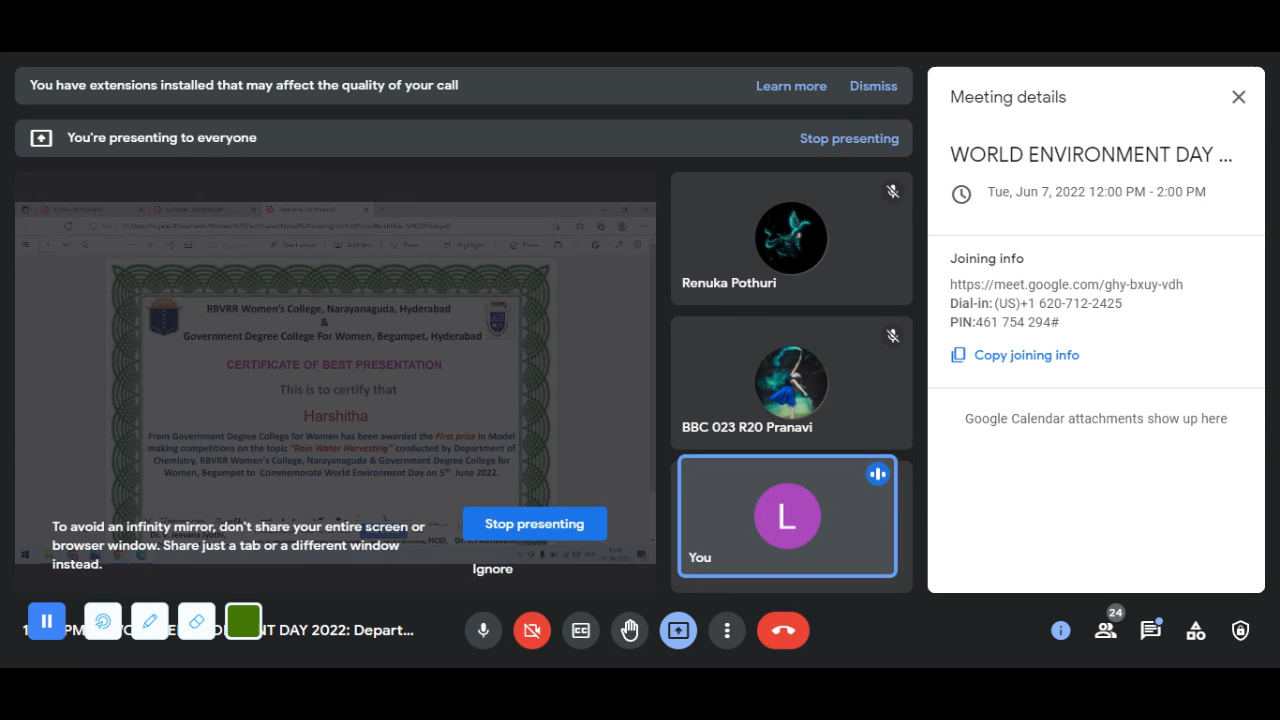 You have extensions installed that may affect the quality of your call
Learn more
Dismiss
You're presenting to everyone
Stop presenting
RBVRR Women's College, Narayanaguda, Hyderabad
&
Government Degree College For Women, Begumpet, Hyderabad
CERTIFICATE OF BEST PRESENTATION
This is to certify that
Harshitha
From Government Degree College for Women has been awarded the First prize in Model
making competitions on the topic "Rain Water Harvesting" conducted by Department of
Chemistry, RBVRR Women's College, Narayanaguda & Government Degree College for
Women, Begumpet to Commemorate World Environment Day on 5th June 2022.
To avoid an infinity mirror, don't share your entire screen or
browser window. Share just a tab or a different window
instead.
Stop presenting
Ignore
Renuka Pothuri
BBC 023 R20 Pranavi
L
You
Meeting details
WORLD ENVIRONMENT DAY ...
Tue, Jun 7, 2022 12:00 PM - 2:00 PM
Joining info
https://meet.google.com/ghy-bxuy-vdh
Dial-in: (US)+1 620-712-2425
PIN:461 754 294#
Copy joining info
Google Calendar attachments show up here
NT DAY 2022: Depart...
24